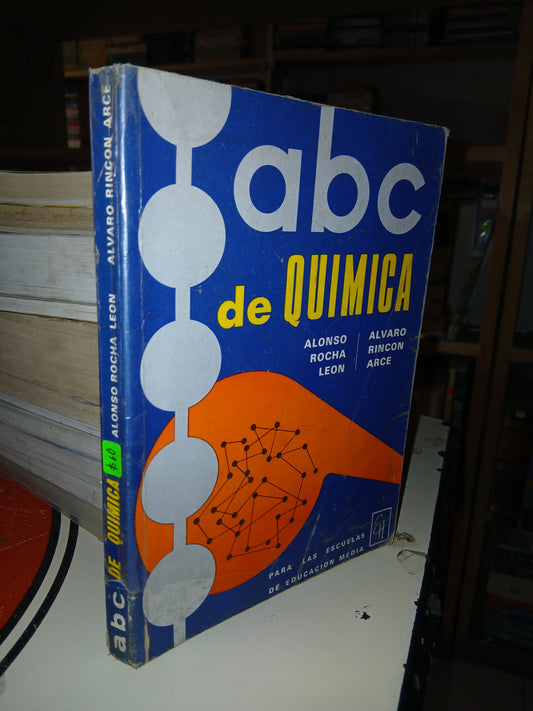 abc
de QUIMICA
ALONSO
ROCHA
LEON
ALVARO
RINCON
ARCE
PARA LAS ESCUELAS
DE EDUCACION MEDIA
abc DE QUIMICA ALONSO ROCHA LEON ALVARO RINCON ARCE
$60